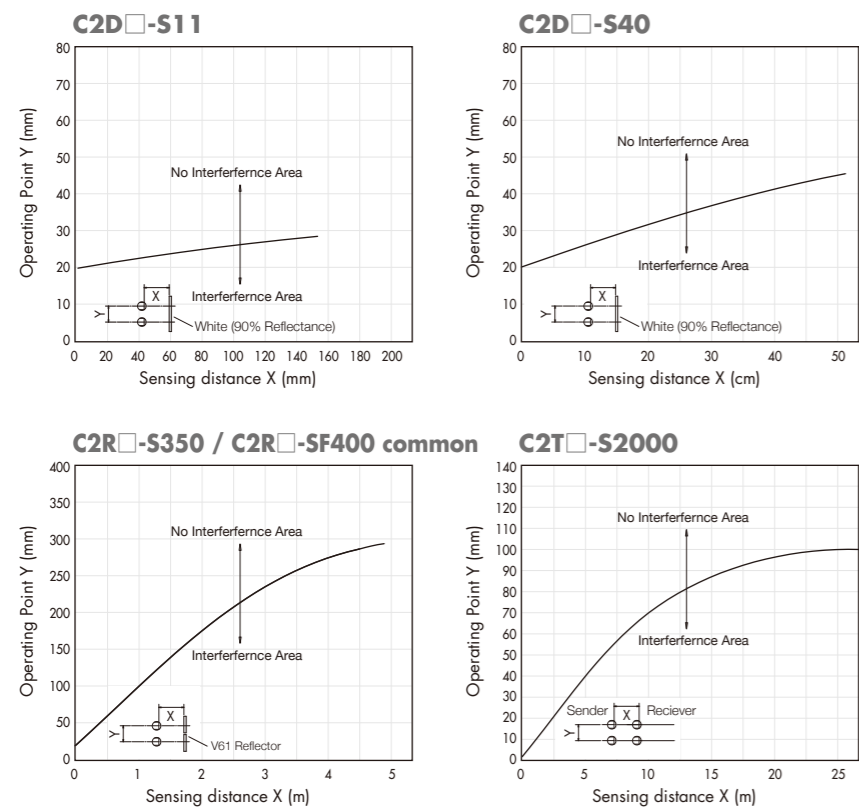 C2D□-S11
80
70
60
50
40
30
20
10
0
Operating Point Y (mm)
No Interferfernce Area
Interferfernce Area
X
Y
White (90% Reflectance)
0 20 40 60 80 100 120 140 160 180 200
Sensing distance X (mm)
C2D□-S40
80
70
60
50
40
30
20
10
0
Operating Point Y (mm)
No Interferfernce Area
Interferfernce Area
X
Y
White (90% Reflectance)
0 10 20 30 40 50
Sensing distance X (cm)
C2R□-S350 / C2R□-SF400 common
400
350
300
250
200
150
100
50
0
Operating Point Y (mm)
No Interferfernce Area
Interferfernce Area
X
Y
V61 Reflector
0 1 2 3 4 5
Sensing distance X (m)
C2T□-S2000
140
130
120
110
100
90
80
70
60
50
40
30
20
10
0
Operating Point Y (mm)
No Interferfernce Area
Interferfernce Area
Sender X Reciever
Y
0 5 10 15 20 25
Sensing distance X (m)